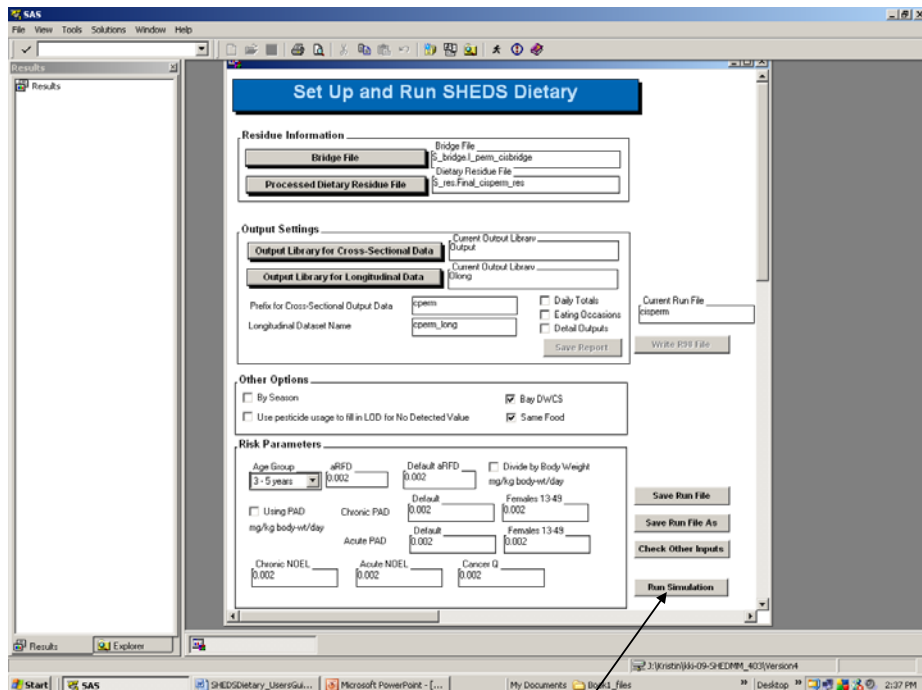 SAS
File View Tools Solutions Window Help
Results
Results
Set Up and Run SHEDS Dietary
Residue Information
Bridge File
Bridge File
S_bridge.l_perm_cisbridge
Processed Dietary Residue File
Dietary Residue File
S_res.Final_cisperm_res
Output Settings
Output Library for Cross-Sectional Data
Current Output Library
Output
Output Library for Longitudinal Data
Current Output Library
Olong
Prefix for Cross-Sectional Output Data
cperm
Daily Totals
Current Run File
cisperm
Eating Occasions
Longitudinal Dataset Name
cperm_long
Detail Outputs
Save Report
Write R98 File
Other Options
By Season
Bay DWCS
Use pesticide usage to fill in LOD for No Detected Value
Same Food
Risk Parameters
Age Group
3 - 5 years
aRFD
0.002
Default aRFD
0.002
Divide by Body Weight
mg/kg body-wt/day
Using PAD
mg/kg body-wt/day
Chronic PAD
Default
0.002
Females 13-49
0.002
Acute PAD
Default
0.002
Females 13-49
0.002
Chronic NOEL
0.002
Acute NOEL
0.002
Cancer Q
0.002
Save Run File
Save Run File As
Check Other Inputs
Run Simulation
Results Explorer
J:\Kristin\kki-09-SHEDMM_403\Version4
Start SAS SHEDSDietary_UsersGui... Microsoft PowerPoint - [... My Documents Book1_files Desktop 2:37 PM